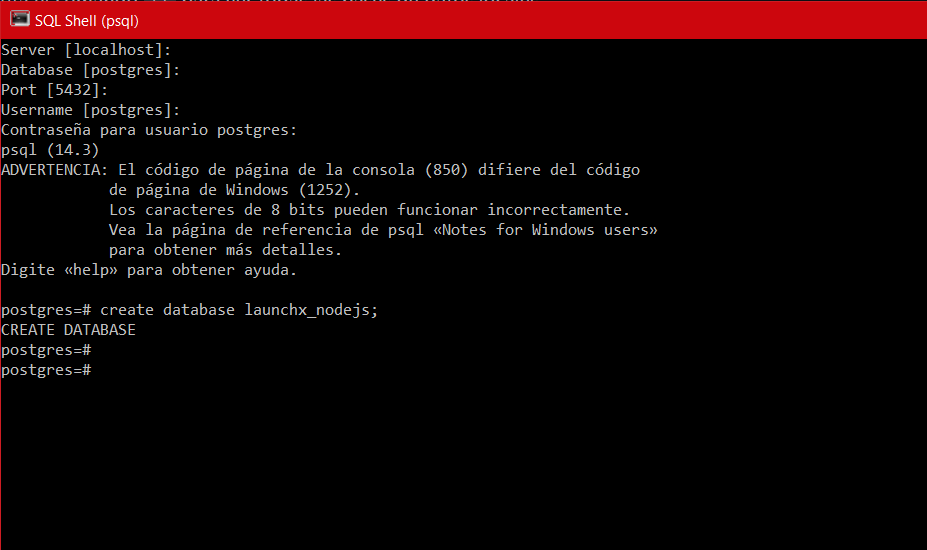 SQL Shell (psql)
Server [localhost]:
Database [postgres]:
Port [5432]:
Username [postgres]:
Contraseña para usuario postgres:
psql (14.3)
ADVERTENCIA: El código de página de la consola (850) difiere del código
            de página de Windows (1252).
            Los caracteres de 8 bits pueden funcionar incorrectamente.
            Vea la página de referencia de psql «Notes for Windows users»
            para obtener más detalles.
Digite «help» para obtener ayuda.

postgres=# create database launchx_nodejs;
CREATE DATABASE
postgres=#
postgres=#